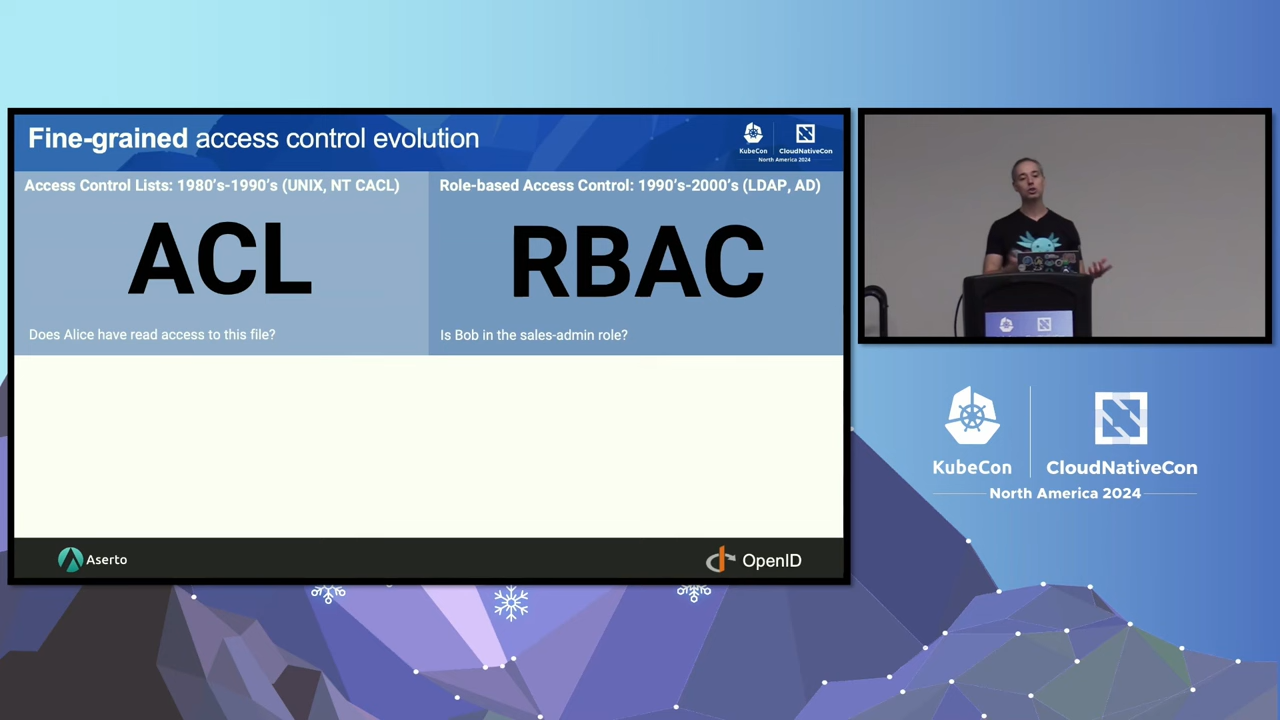 Fine-grained access control evolution
KubeCon
CloudNativeCon
North America 2024
Access Control Lists: 1980's-1990's (UNIX, NT CACL)
ACL
Does Alice have read access to this file?
Role-based Access Control: 1990's-2000's (LDAP, AD)
RBAC
Is Bob in the sales-admin role?
Aserto
OpenID
KubeCon
CloudNativeCon
North America 2024